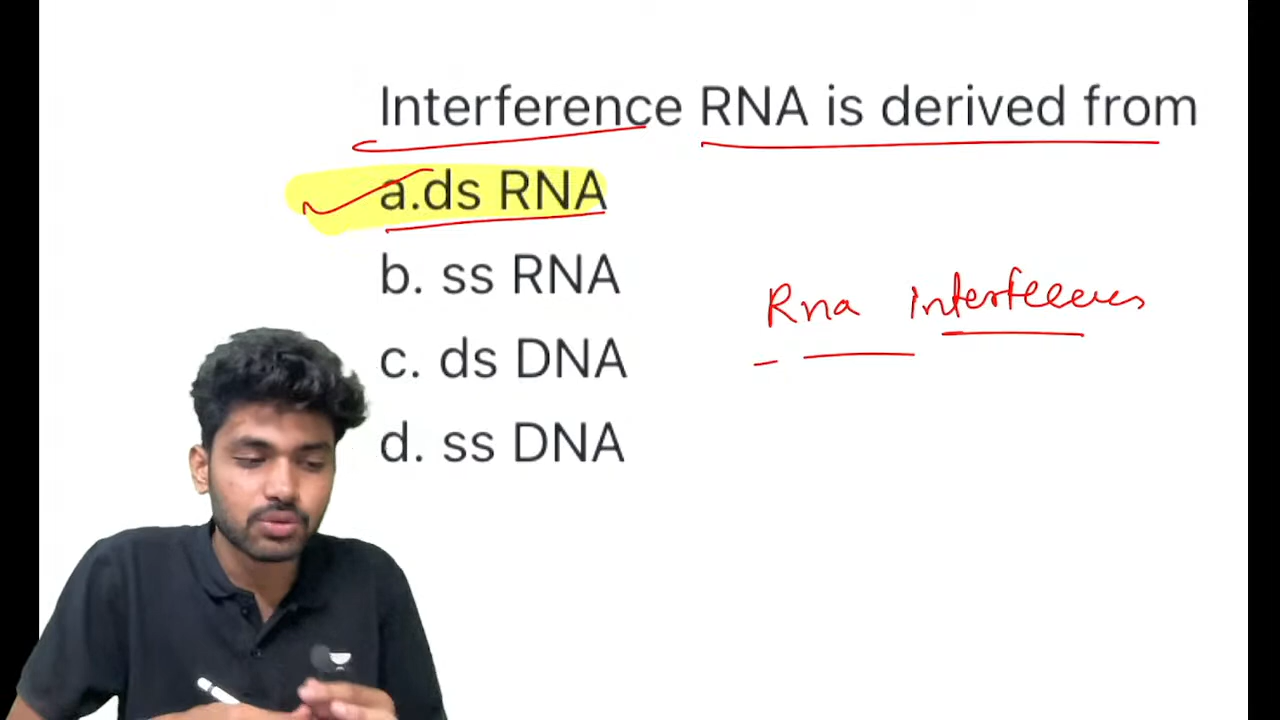 Interference RNA is derived from
a.ds RNA
b. ss RNA
Rna
c. ds DNA
d. ss DNA